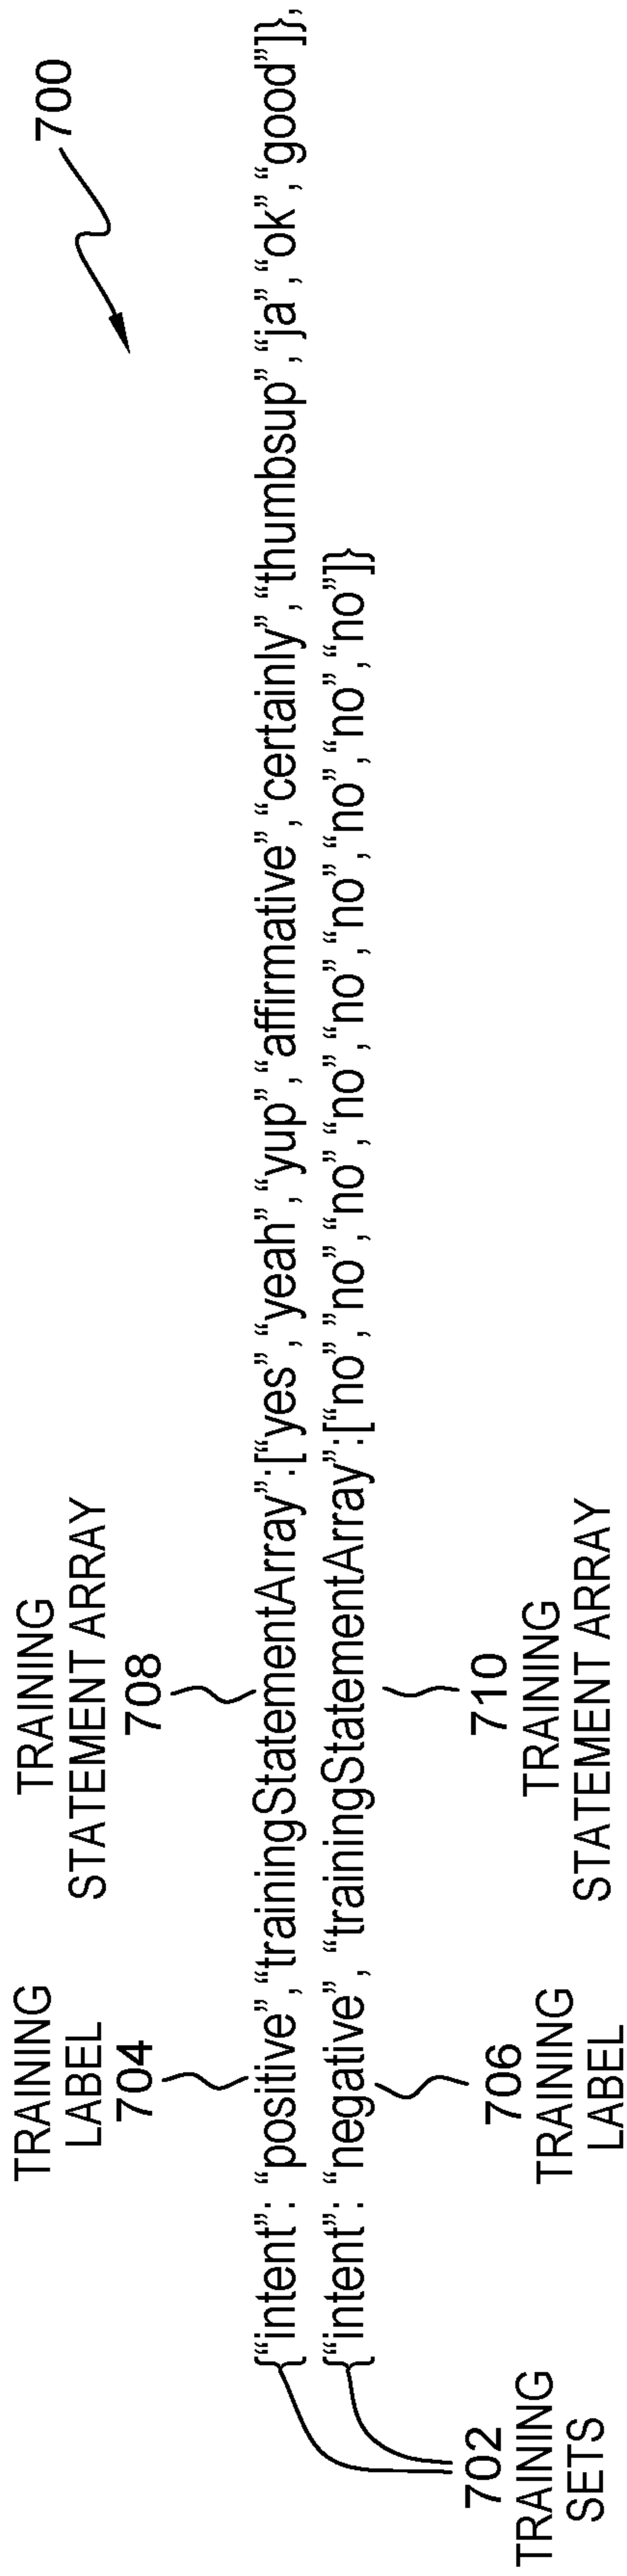 700
TRAINING
LABEL
704
TRAINING
STATEMENT ARRAY
708
{“intent”: “positive”,“trainingStatementArray”:[“yes”,“yeah”,“yup”,“affirmative”,“certainly”,“thumbsup”,“ja”,“ok”,“good”]},
{“intent”: “negative”, “trainingStatementArray”:[“no”,”no”,“no”,“no”,“no”,“no”,“no”,“no”,“no”]}
702
TRAINING
SETS
706
TRAINING
LABEL
710
TRAINING
STATEMENT ARRAY